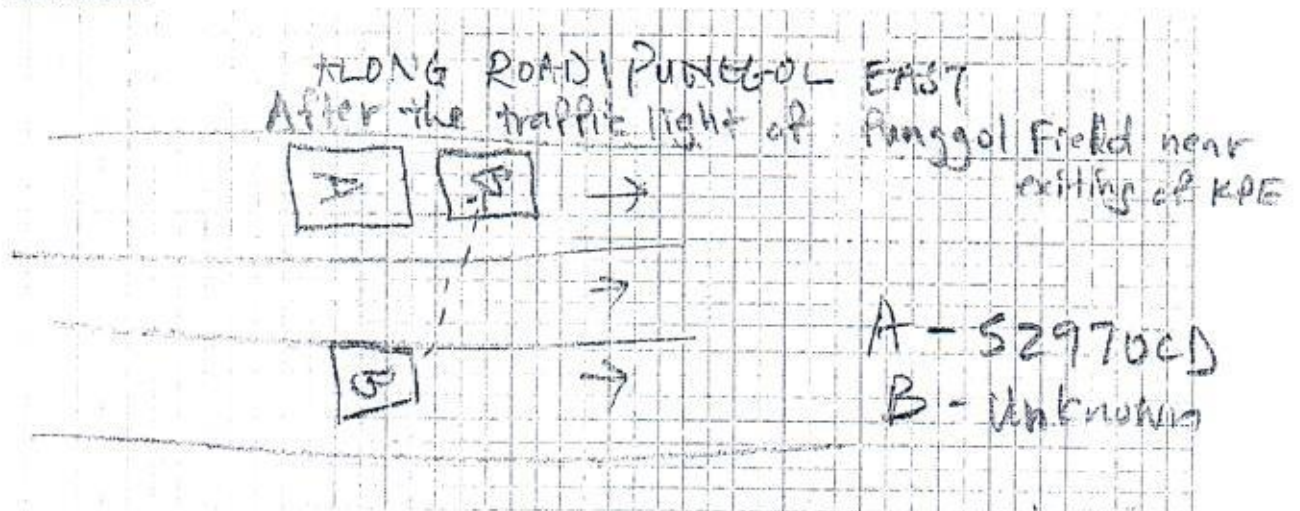 ALONG ROAD \ PUNGGOL EAST
After the traffic light of Punggol Field near
exiting of KPE
A
B
B
A - S2970CD
B - Unknown